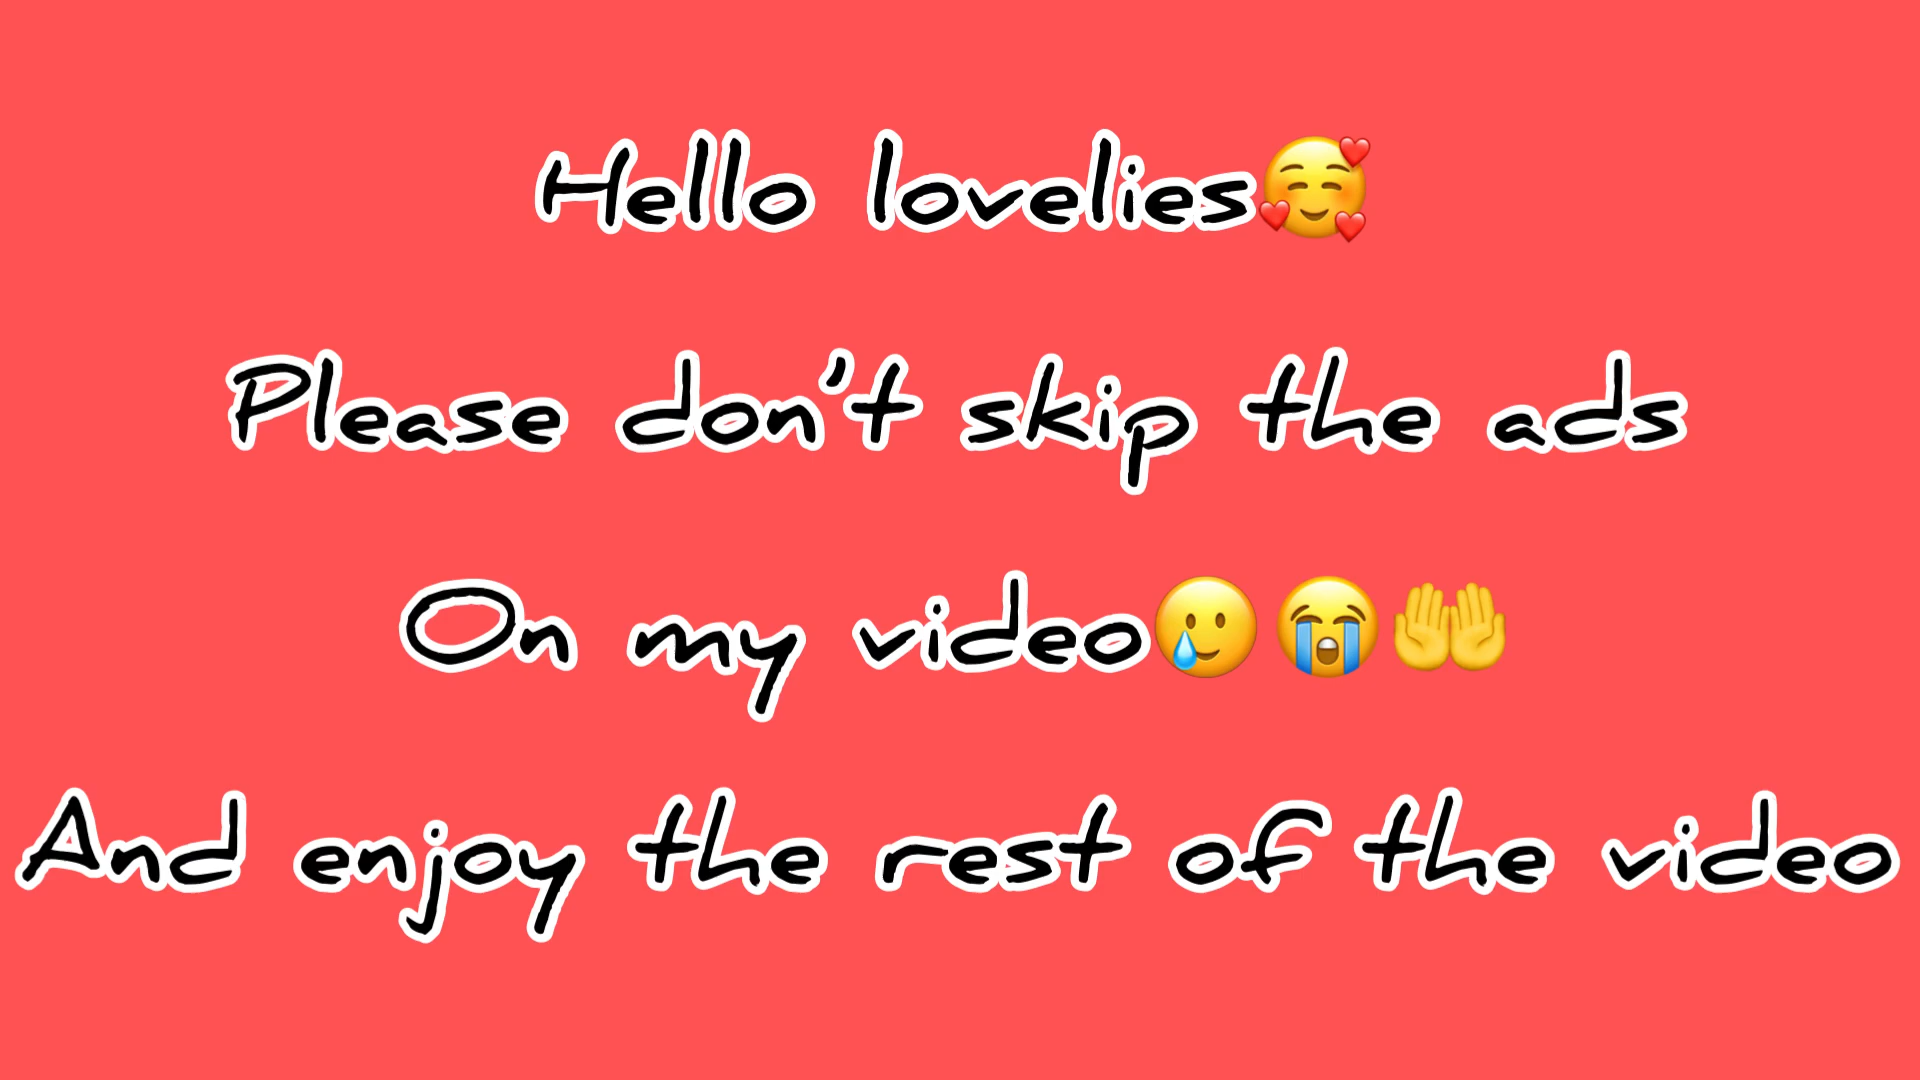 Hello lovelies🥰
Please don't skip the ads
On my video🥲😭🤲
And enjoy the rest of the video